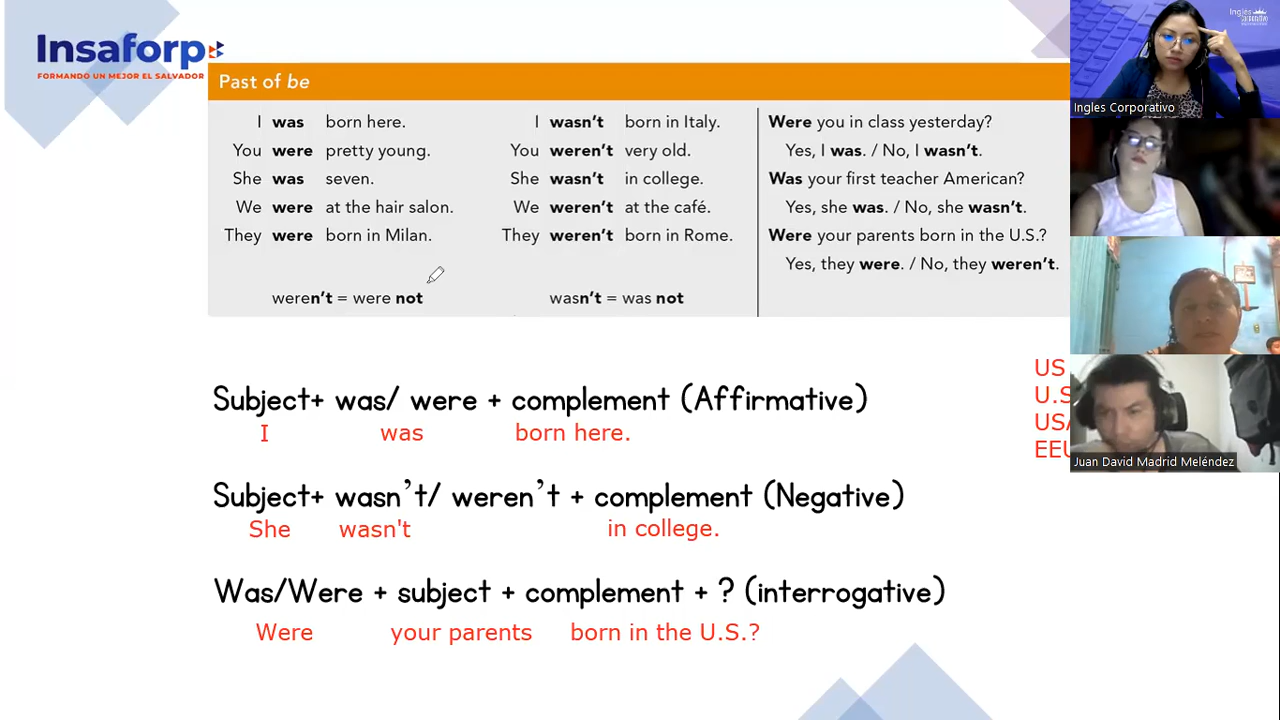 Insaforp
FORMANDO UN MEJOR EL SALVADOR
Past of be
I was born here.
You were pretty young.
She was seven.
We were at the hair salon.
They were born in Milan.
weren't = were not
I wasn't born in Italy.
You weren't very old.
She wasn't in college.
We weren't at the café.
They weren't born in Rome.
wasn't = was not
Were you in class yesterday?
Yes, I was. / No, I wasn't.
Was your first teacher American?
Yes, she was. / No, she wasn't.
Were your parents born in the U.S.?
Yes, they were. / No, they weren't.
Subject+ was/ were + complement (Affirmative)
I was born here.
Subject+ wasn't/ weren't + complement (Negative)
She wasn't in college.
Was/Were + subject + complement + ? (interrogative)
Were your parents born in the U.S.?
US
Ingles
Ingles Corporativo
Juan David Madrid Meléndez